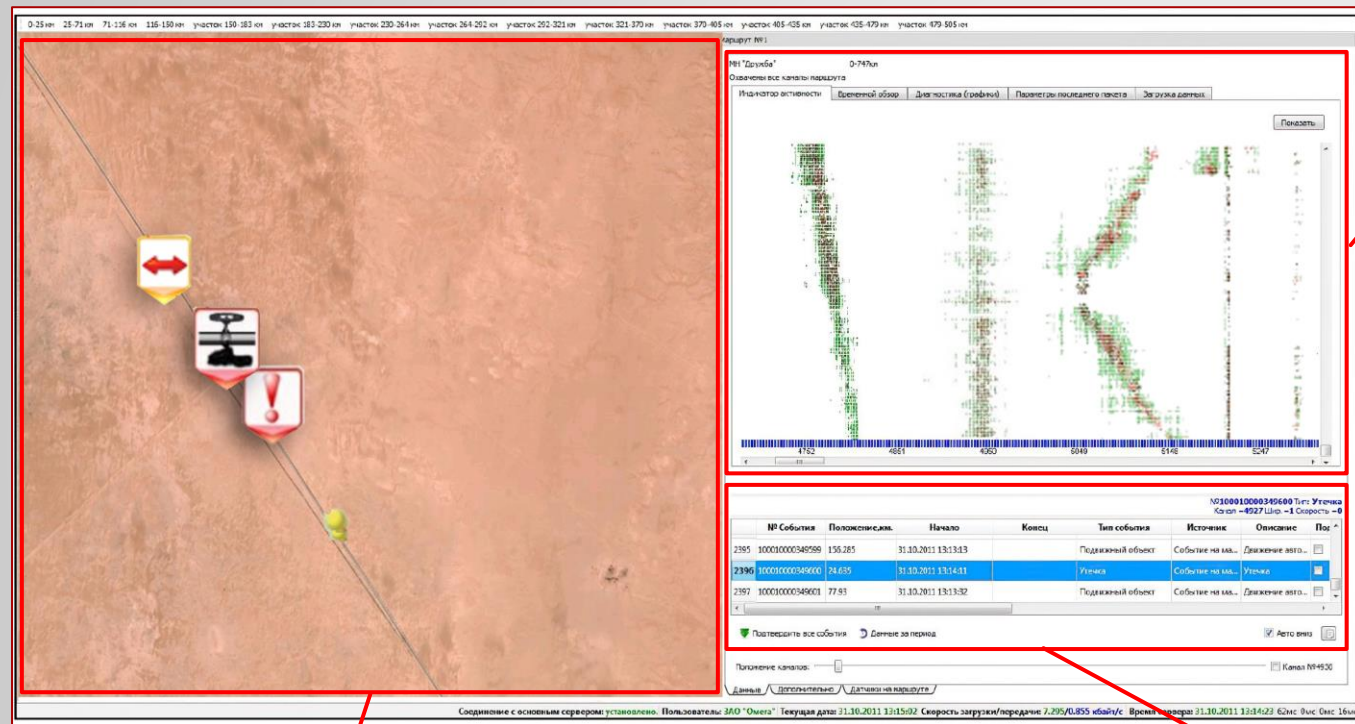 0-25 км 25-71 км 71-116 км 116-150 км участок 150-183 км участок 183-230 км участок 230-264 км участок 264-292 км участок 292-321 км участок 321-370 км участок 370-405 км участок 405-435 км участок 435-479 км участок 479-505 км
Маршрут №1
МН "Дружба" 0-747км
Охвачены все каналы маршрута
Индикатор активности Временной обзор Диагностика (графики) Параметры последнего пакета Загрузка данных
Показать
4762 4851 4950 5049 5148 5247
№100010000349600 Тип: Утечка
Канал ~4927 Шир. ~1 Скорость ~0
№ События Положение,км. Начало Конец Тип события Источник Описание
2395 100010000349599 156.285 31.10.2011 13:13:13 Подвижный объект Событие на ма... Движение авто...
2396 100010000349600 24.635 31.10.2011 13:14:11 Утечка Событие на ма... Утечка
2397 100010000349601 77.93 31.10.2011 13:13:32 Подвижный объект Событие на ма... Движение авто...
Подтвердить все события Данные за период Авто вниз
Положение каналов: Канал №4930
Данные Дополнительно Датчики на маршруте
Соединение с основным сервером: установлено. Пользователь: ЗАО "Омега" Текущая дата: 31.10.2011 13:15:02 Скорость загрузки/передачи: 7.295/0.855 кбайт/с Время сервера: 31.10.2011 13:14:23 62мс 0мс 0мс 16мс